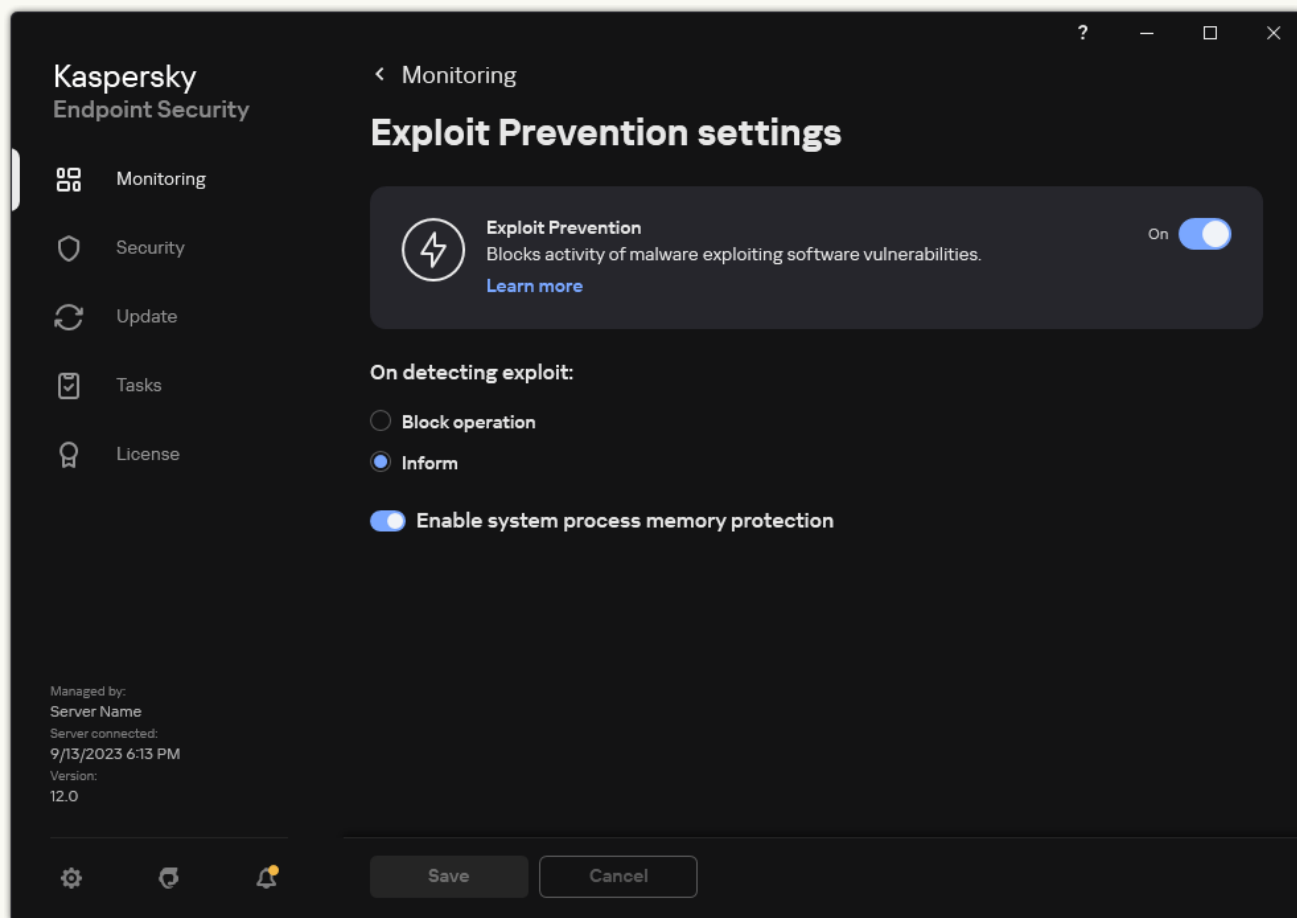 ?
Kaspersky
Endpoint Security
Monitoring
Security
Update
Tasks
License
Managed by:
Server Name
Server connected:
9/13/2023 6:13 PM
Version:
12.0
Monitoring
Exploit Prevention settings
Exploit Prevention
Blocks activity of malware exploiting software vulnerabilities.
Learn more
On
On detecting exploit:
Block operation
Inform
Enable system process memory protection
Save
Cancel